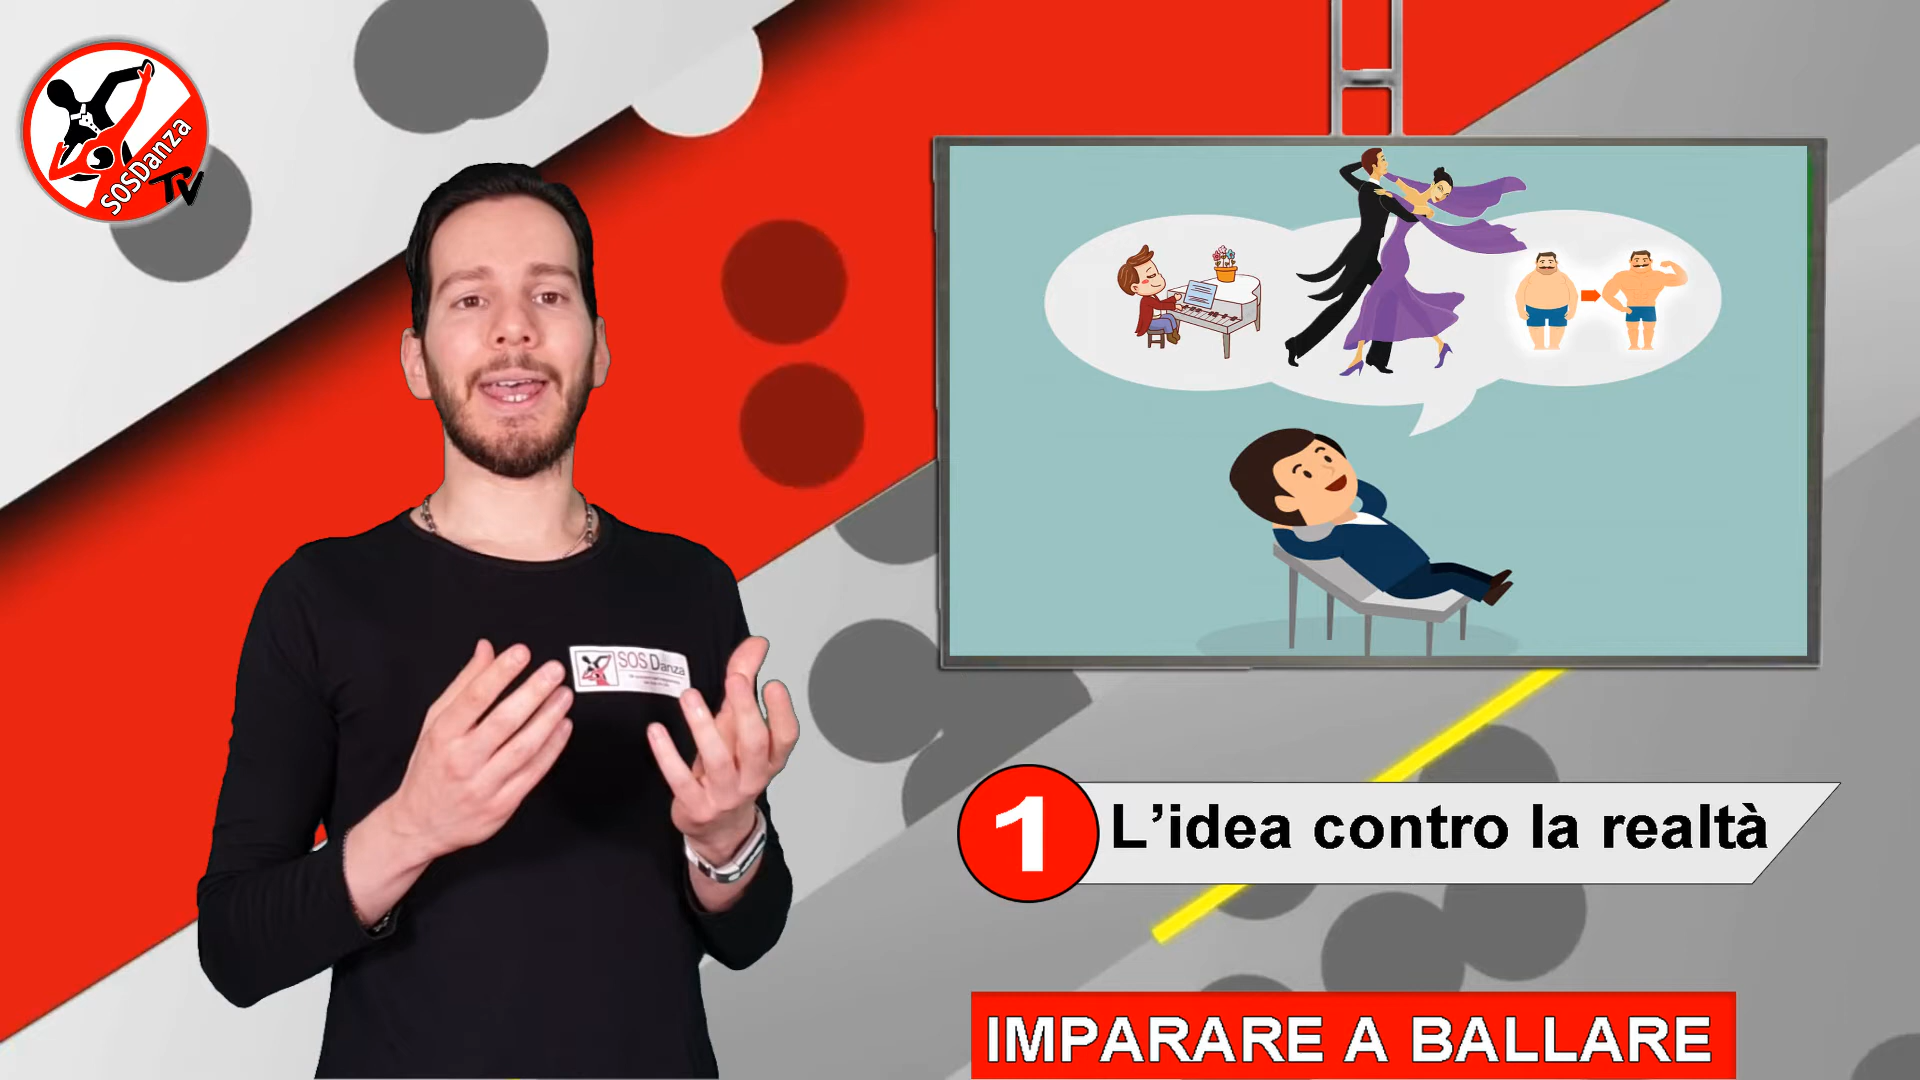 SOSDanza
TV
SOS Danza
1
L’idea contro la realtà
IMPARARE A BALLARE